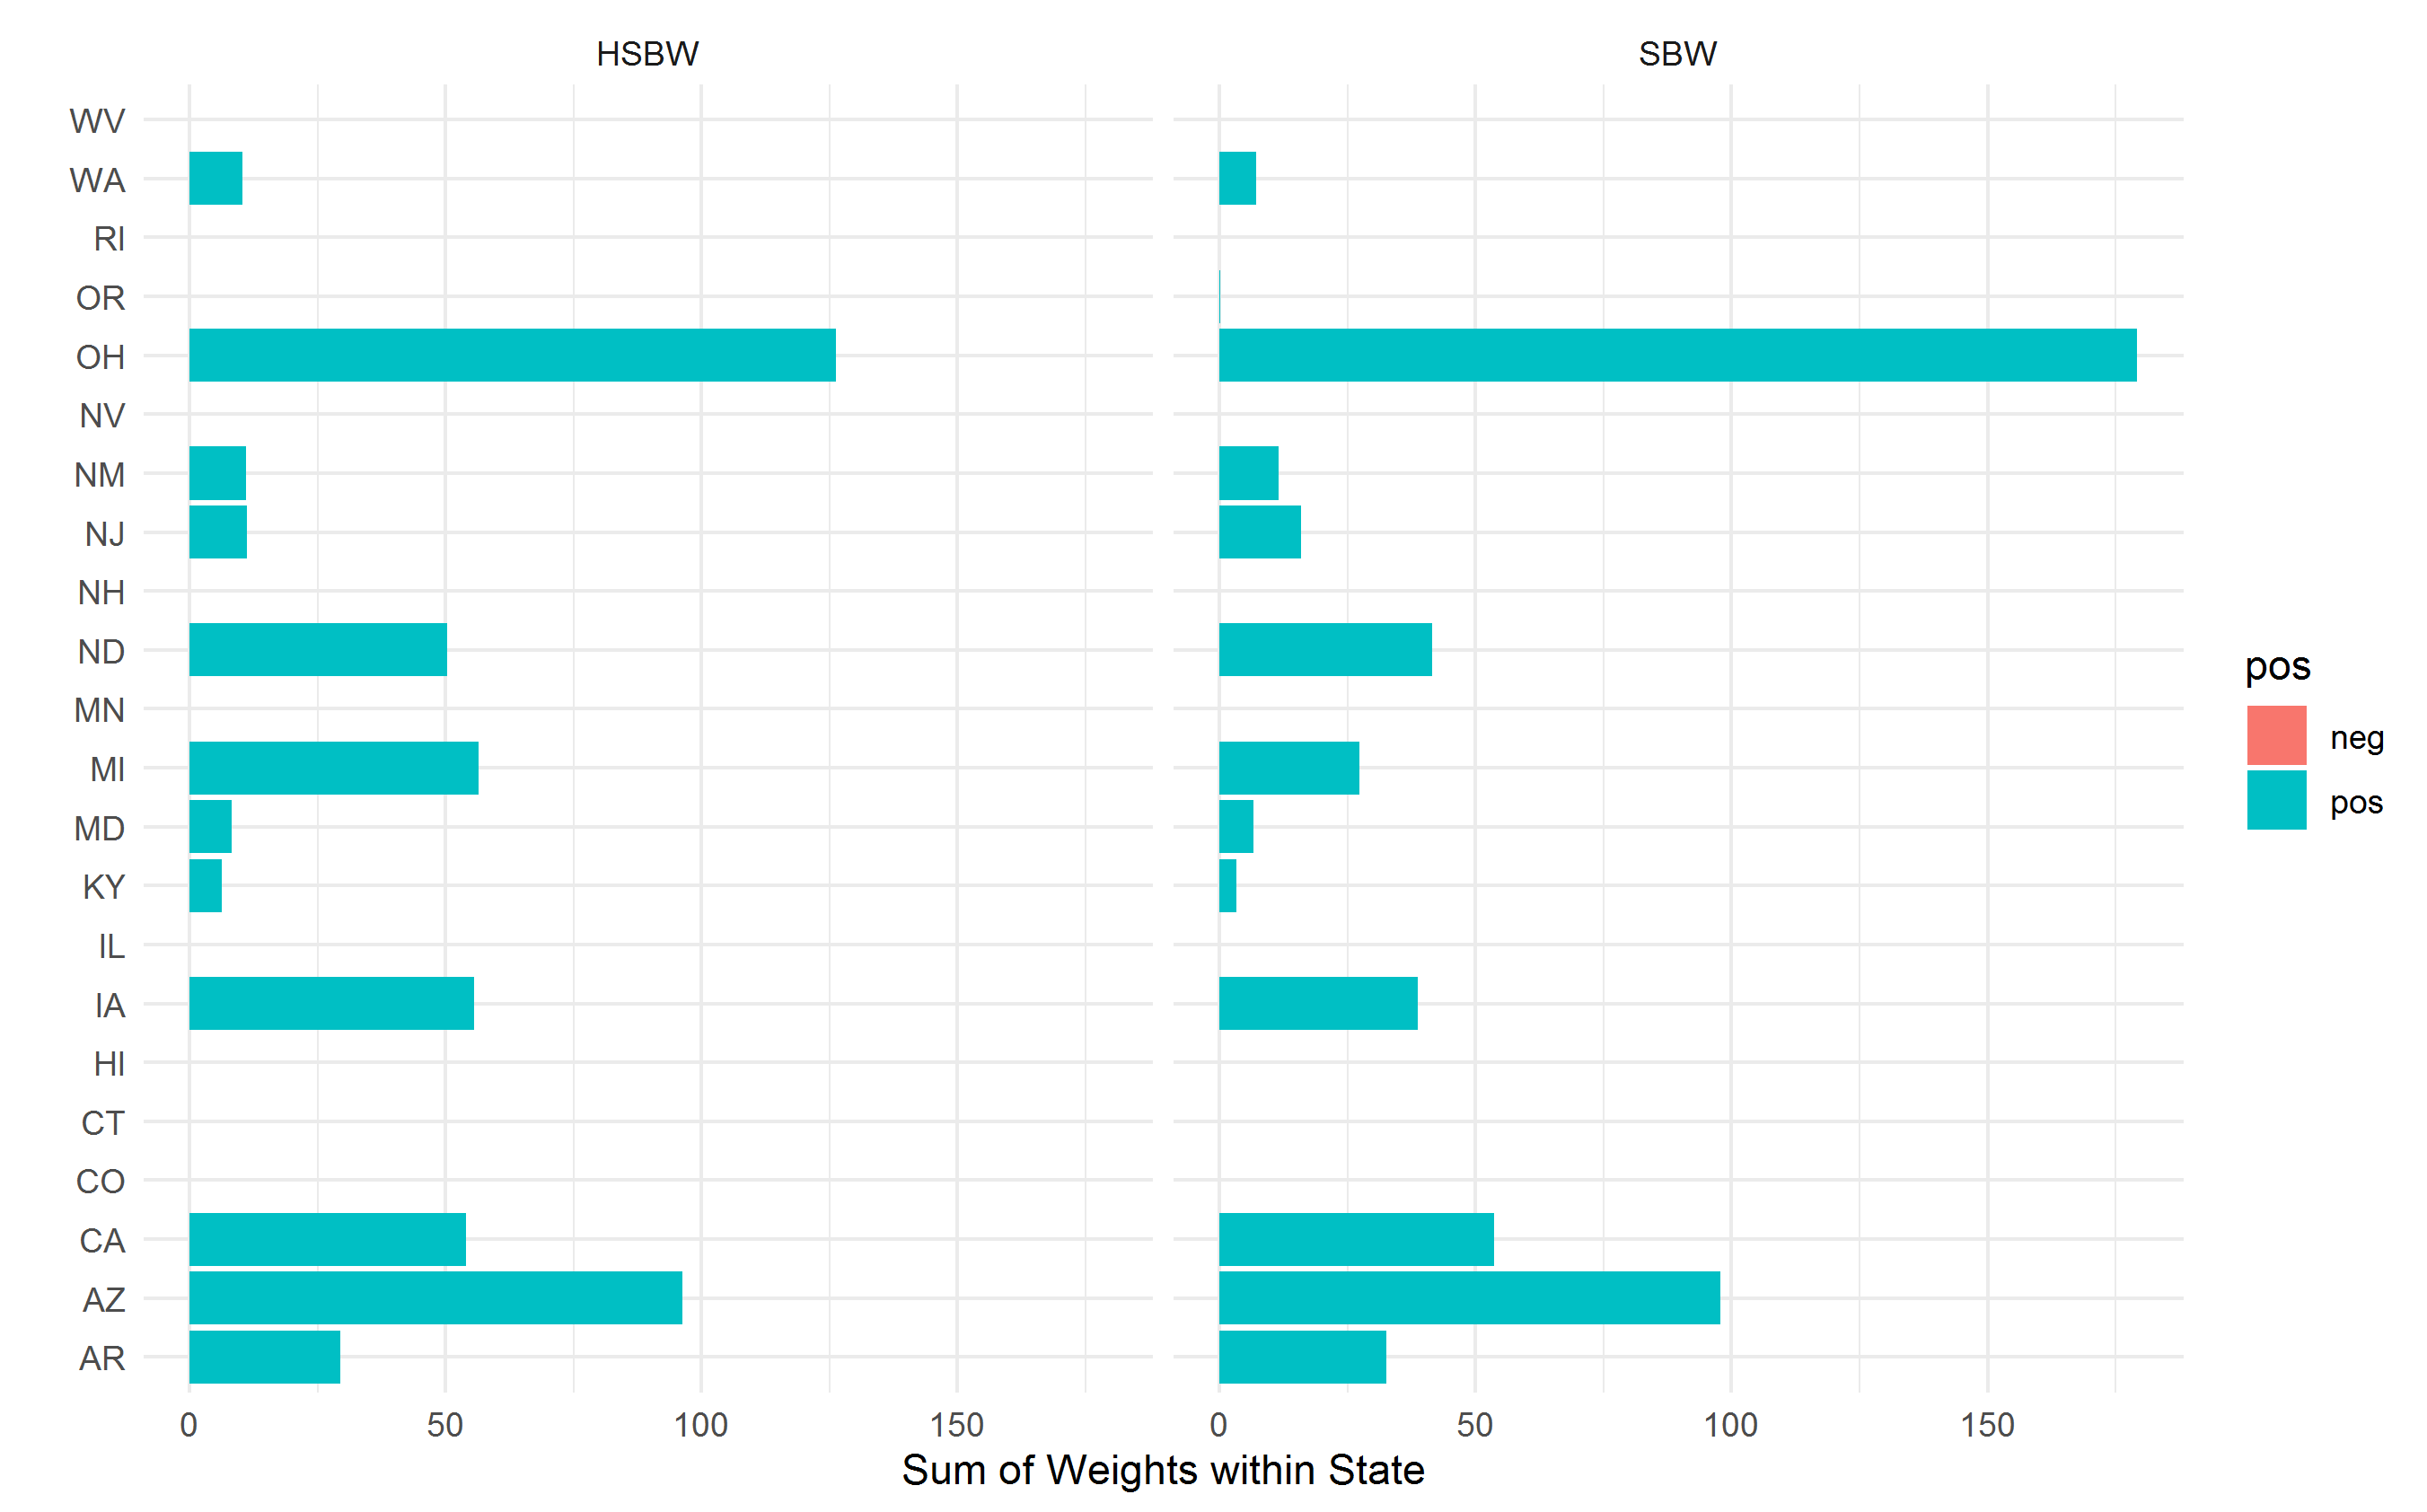 HSBW SBW
WV
WA
RI
OR
OH
NV
NM
NJ
NH
ND
MN
MI
MD
KY
IL
IA
HI
CT
CO
CA
AZ
AR
0 50 100 150 0 50 100 150
Sum of Weights within State
pos
neg
pos